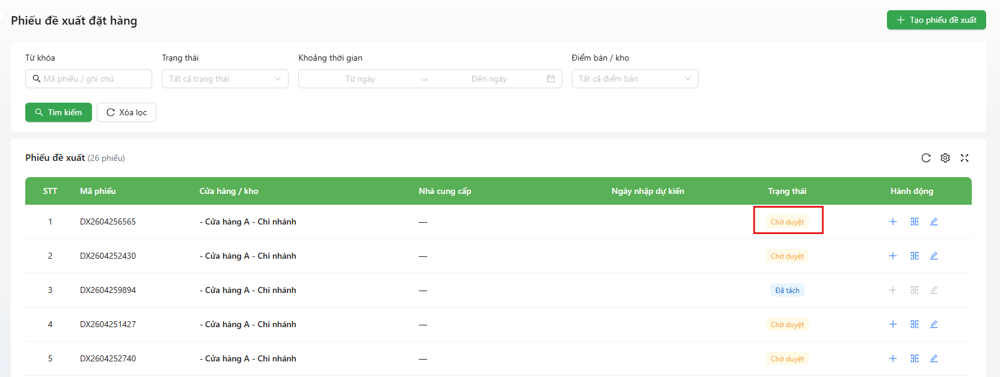 Phiếu đề xuất đặt hàng
Tạo phiếu đề xuất
Từ khóa Trạng thái Khoảng thời gian Điểm bán / kho
Mã phiếu / ghi chú Tất cả trạng thái Từ ngày Đến ngày Tất cả điểm bán
Tìm kiếm Xóa lọc
Phiếu đề xuất (26 phiếu)
STT Mã phiếu Cửa hàng / kho Nhà cung cấp Ngày nhập dự kiến Trạng thái Hành động
1 DX2604256565 - Cửa hàng A - Chi nhánh — Chờ duyệt
2 DX2604252430 - Cửa hàng A - Chi nhánh — Chờ duyệt
3 DX2604259894 - Cửa hàng A - Chi nhánh — Đã tách
4 DX2604251427 - Cửa hàng A - Chi nhánh — Chờ duyệt
5 DX2604252740 - Cửa hàng A - Chi nhánh — Chờ duyệt